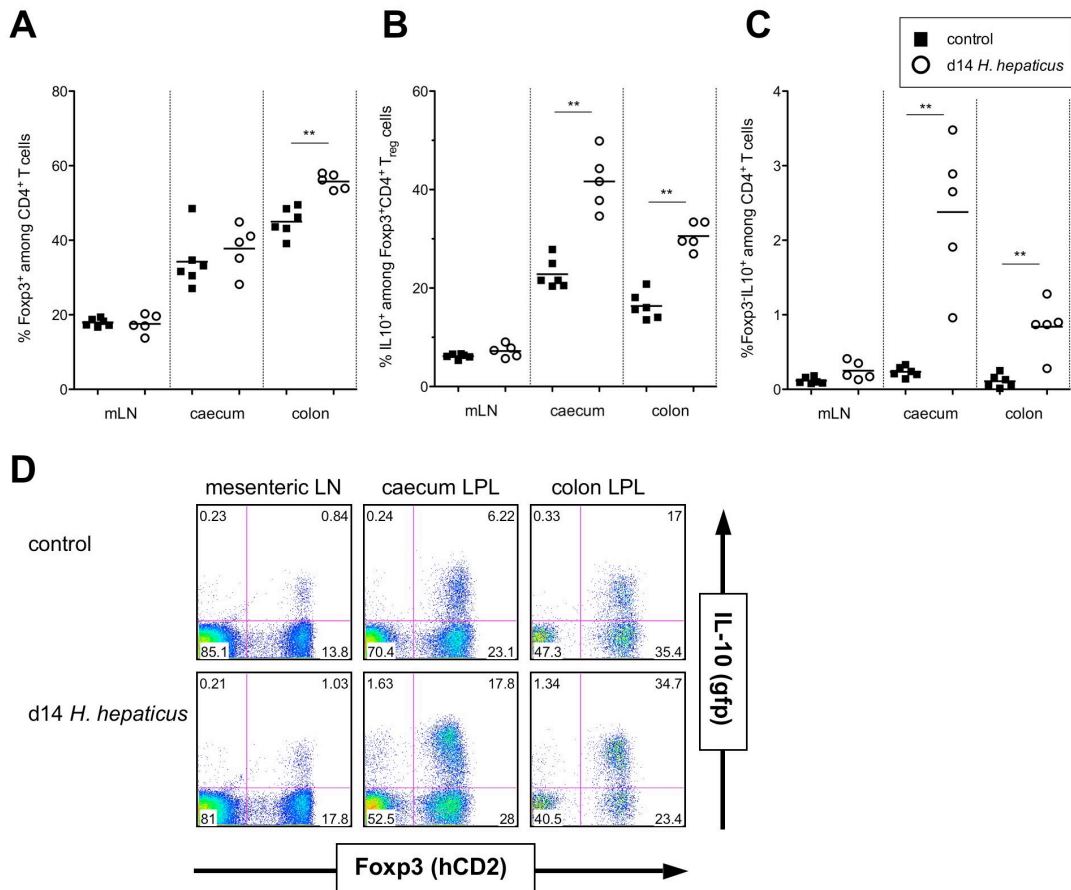 A
B
C
control
d14 H. hepaticus
% Foxp3⁺ among CD4⁺ T cells
80
60
40
20
0
**
mLN
caecum
colon
% IL10⁺ among Foxp3⁺CD4⁺ Treg cells
60
40
20
0
**
**
mLN
caecum
colon
%Foxp3⁻IL10⁺ among CD4⁺ T cells
4
3
2
1
0
**
**
mLN
caecum
colon
D
mesenteric LN
caecum LPL
colon LPL
control
0.23 0.84
85.1 13.8
0.24 6.22
70.4 23.1
0.33 17
47.3 35.4
d14 H. hepaticus
0.21 1.03
81 17.8
1.63 17.8
52.5 28
1.34 34.7
40.5 23.4
IL-10 (gfp)
Foxp3 (hCD2)